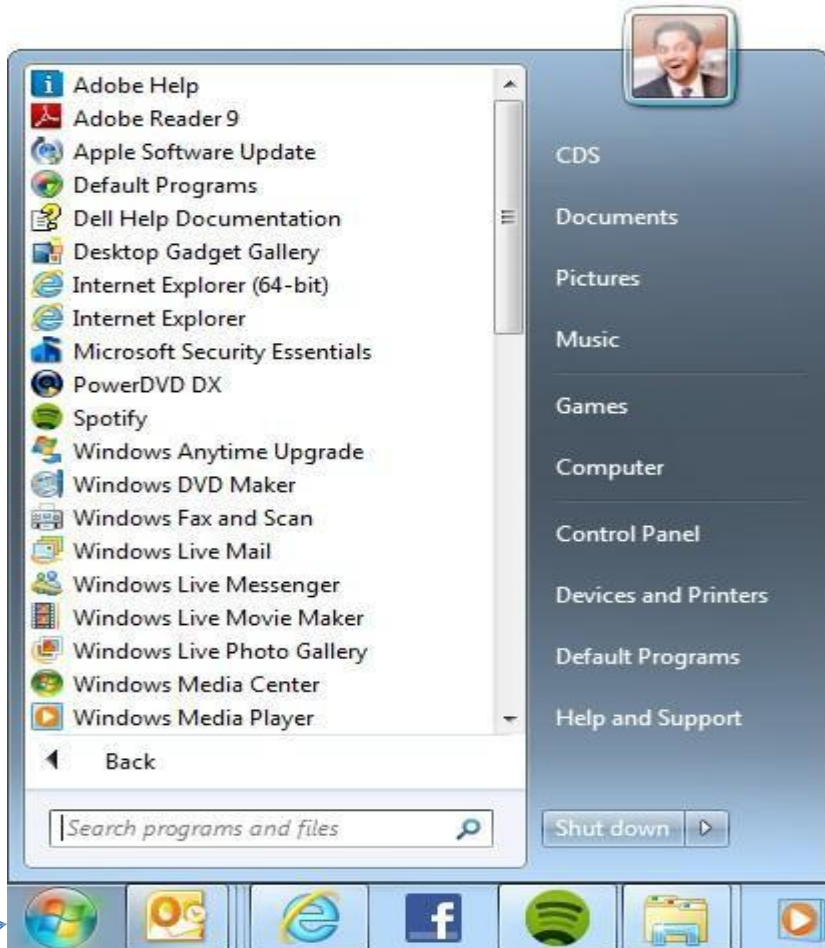 Adobe Help
Adobe Reader 9
Apple Software Update
Default Programs
Dell Help Documentation
Desktop Gadget Gallery
Internet Explorer (64-bit)
Internet Explorer
Microsoft Security Essentials
PowerDVD DX
Spotify
Windows Anytime Upgrade
Windows DVD Maker
Windows Fax and Scan
Windows Live Mail
Windows Live Messenger
Windows Live Movie Maker
Windows Live Photo Gallery
Windows Media Center
Windows Media Player
Back
Search programs and files
CDS
Documents
Pictures
Music
Games
Computer
Control Panel
Devices and Printers
Default Programs
Help and Support
Shut down